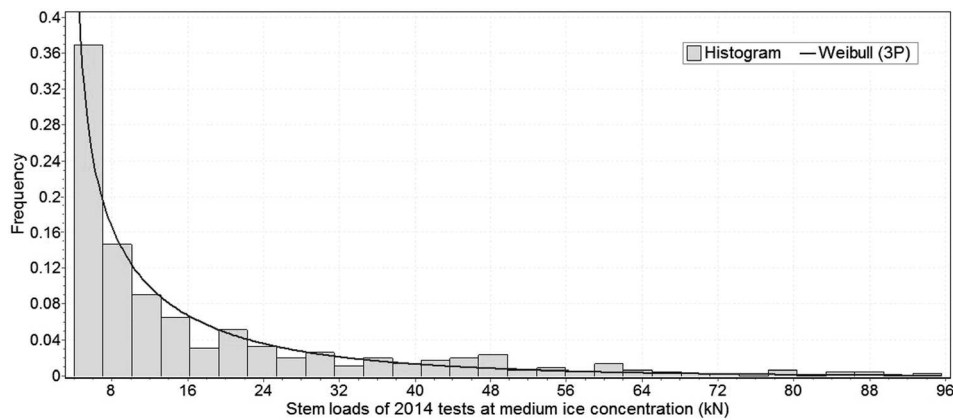 0.4
0.36
0.32
0.28
0.24
0.2
0.16
0.12
0.08
0.04
0
Frequency
Histogram Weibull (3P)
8 16 24 32 40 48 56 64 72 80 88 96
Stem loads of 2014 tests at medium ice concentration (kN)